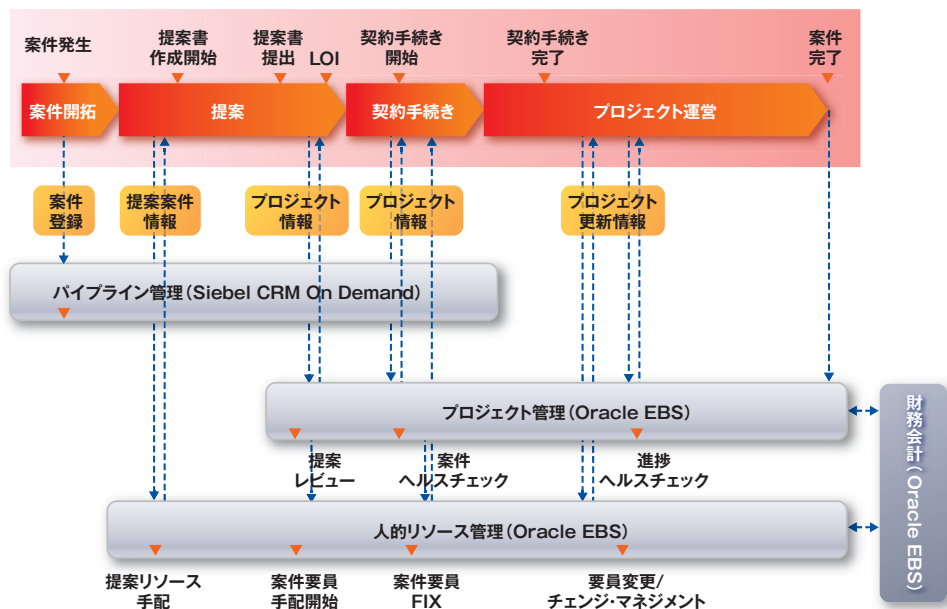 案件発生
提案書
作成開始
提案書
提出
LOI
契約手続き
開始
契約手続き
完了
案件
完了
案件開拓
提案
契約手続き
プロジェクト運営
案件
登録
提案案件
情報
プロジェクト
情報
プロジェクト
情報
プロジェクト
更新情報
パイプライン管理(Siebel CRM On Demand)
プロジェクト管理(Oracle EBS)
財務会計(Oracle EBS)
提案
レビュー
案件
ヘルスチェック
進捗
ヘルスチェック
人的リソース管理(Oracle EBS)
提案リソース
手配
案件要員
手配開始
案件要員
FIX
要員変更/
チェンジ・マネジメント